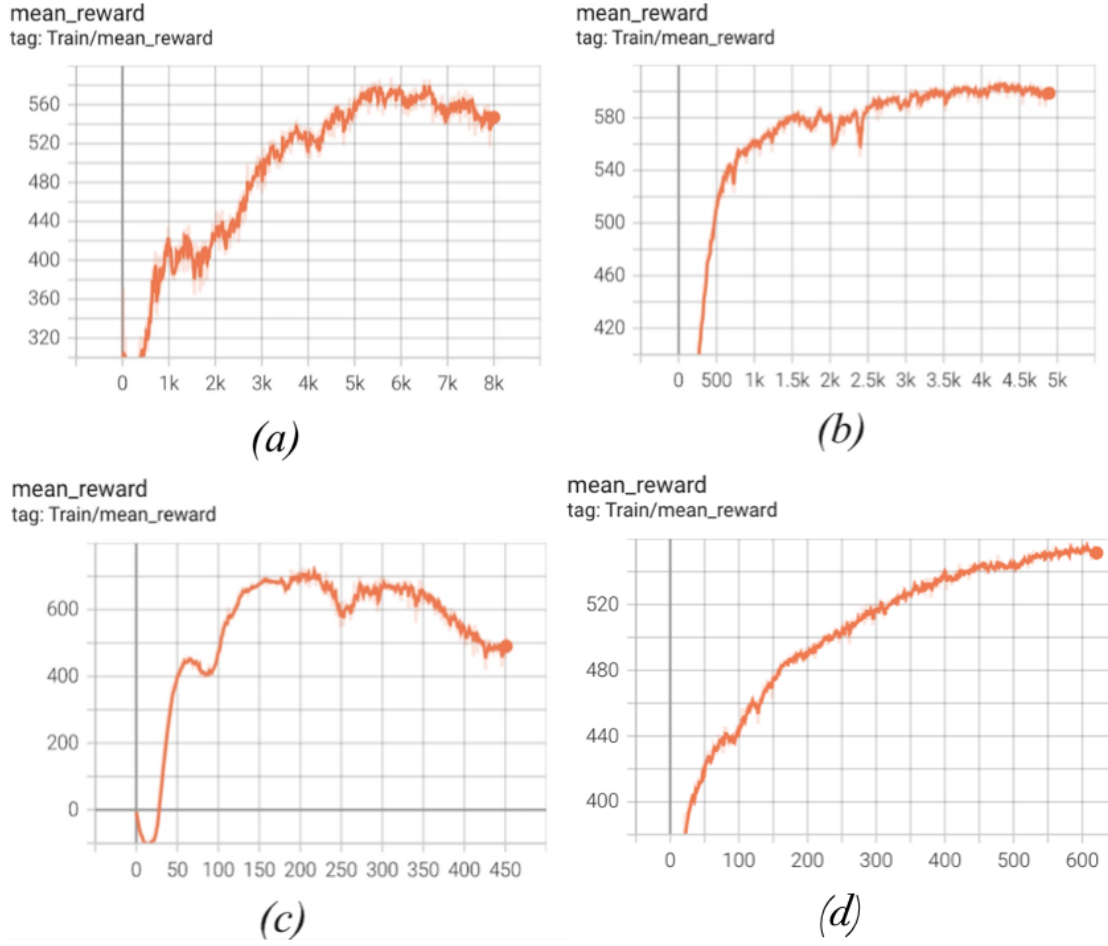 mean_reward
tag: Train/mean_reward
560
520
480
440
400
360
320
0 1k 2k 3k 4k 5k 6k 7k 8k
(a)
mean_reward
tag: Train/mean_reward
580
540
500
460
420
0 500 1k 1.5k 2k 2.5k 3k 3.5k 4k 4.5k 5k
(b)
mean_reward
tag: Train/mean_reward
600
400
200
0
0 50 100 150 200 250 300 350 400 450
(c)
mean_reward
tag: Train/mean_reward
520
480
440
400
0 100 200 300 400 500 600
(d)